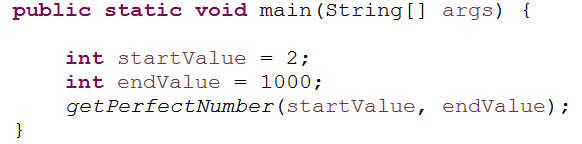 public static void main(String[] args) {
int startValue = 2;
int endValue = 1000;
getPerfectNumber(startValue, endValue);
}